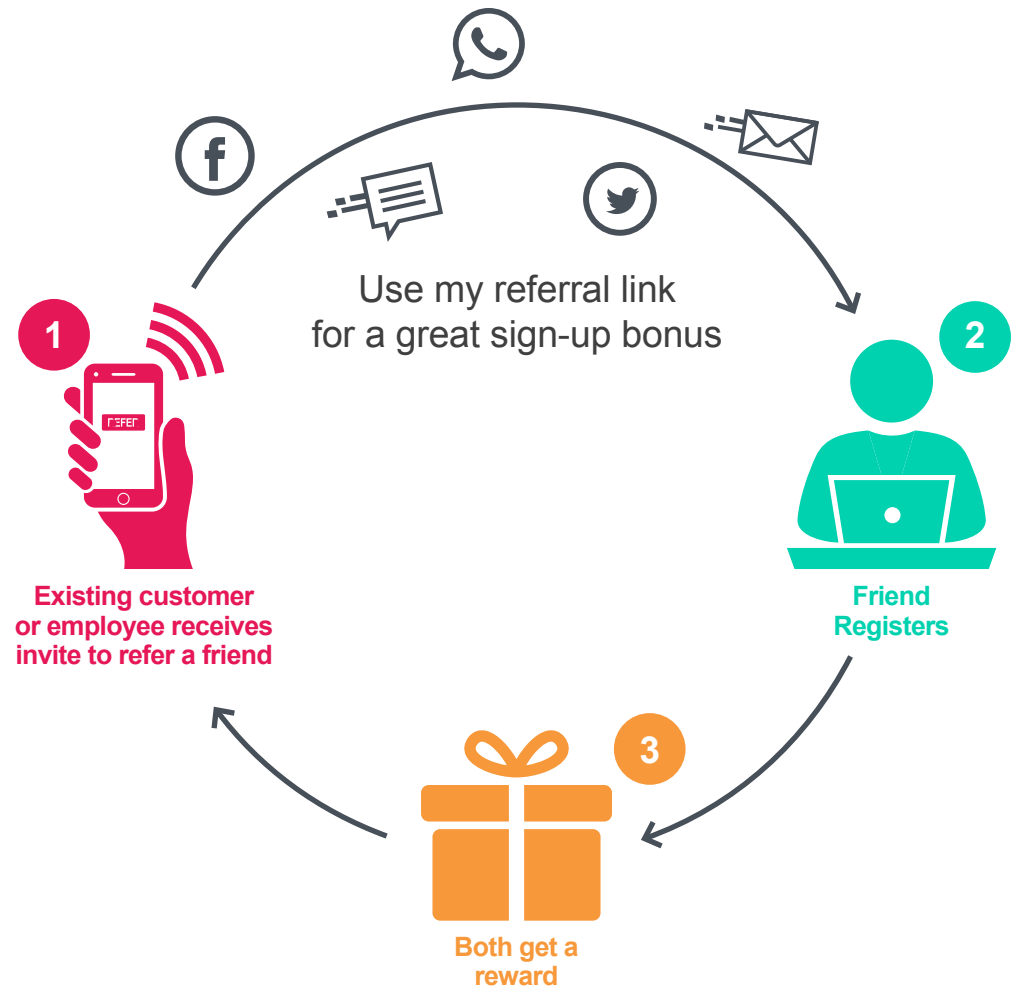 Use my referral link
for a great sign-up bonus
1
REFER
Existing customer
or employee receives
invite to refer a friend
2
Friend
Registers
3
Both get a
reward